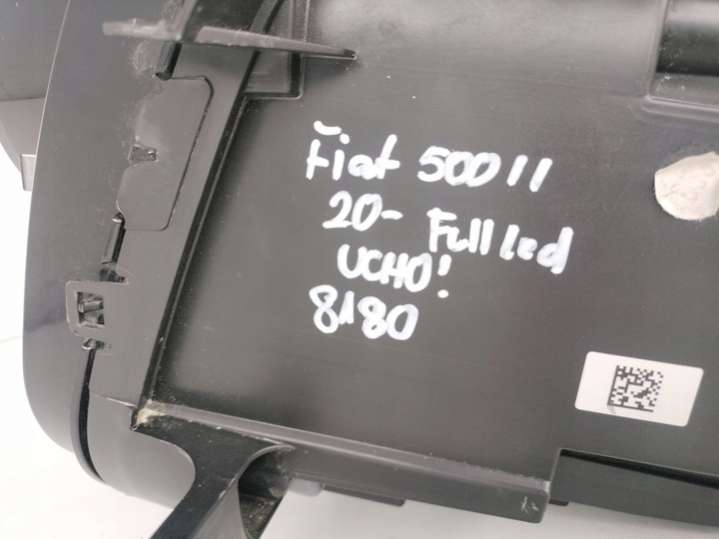 Fiat 500 II
20- Full led
UCHO!
8180